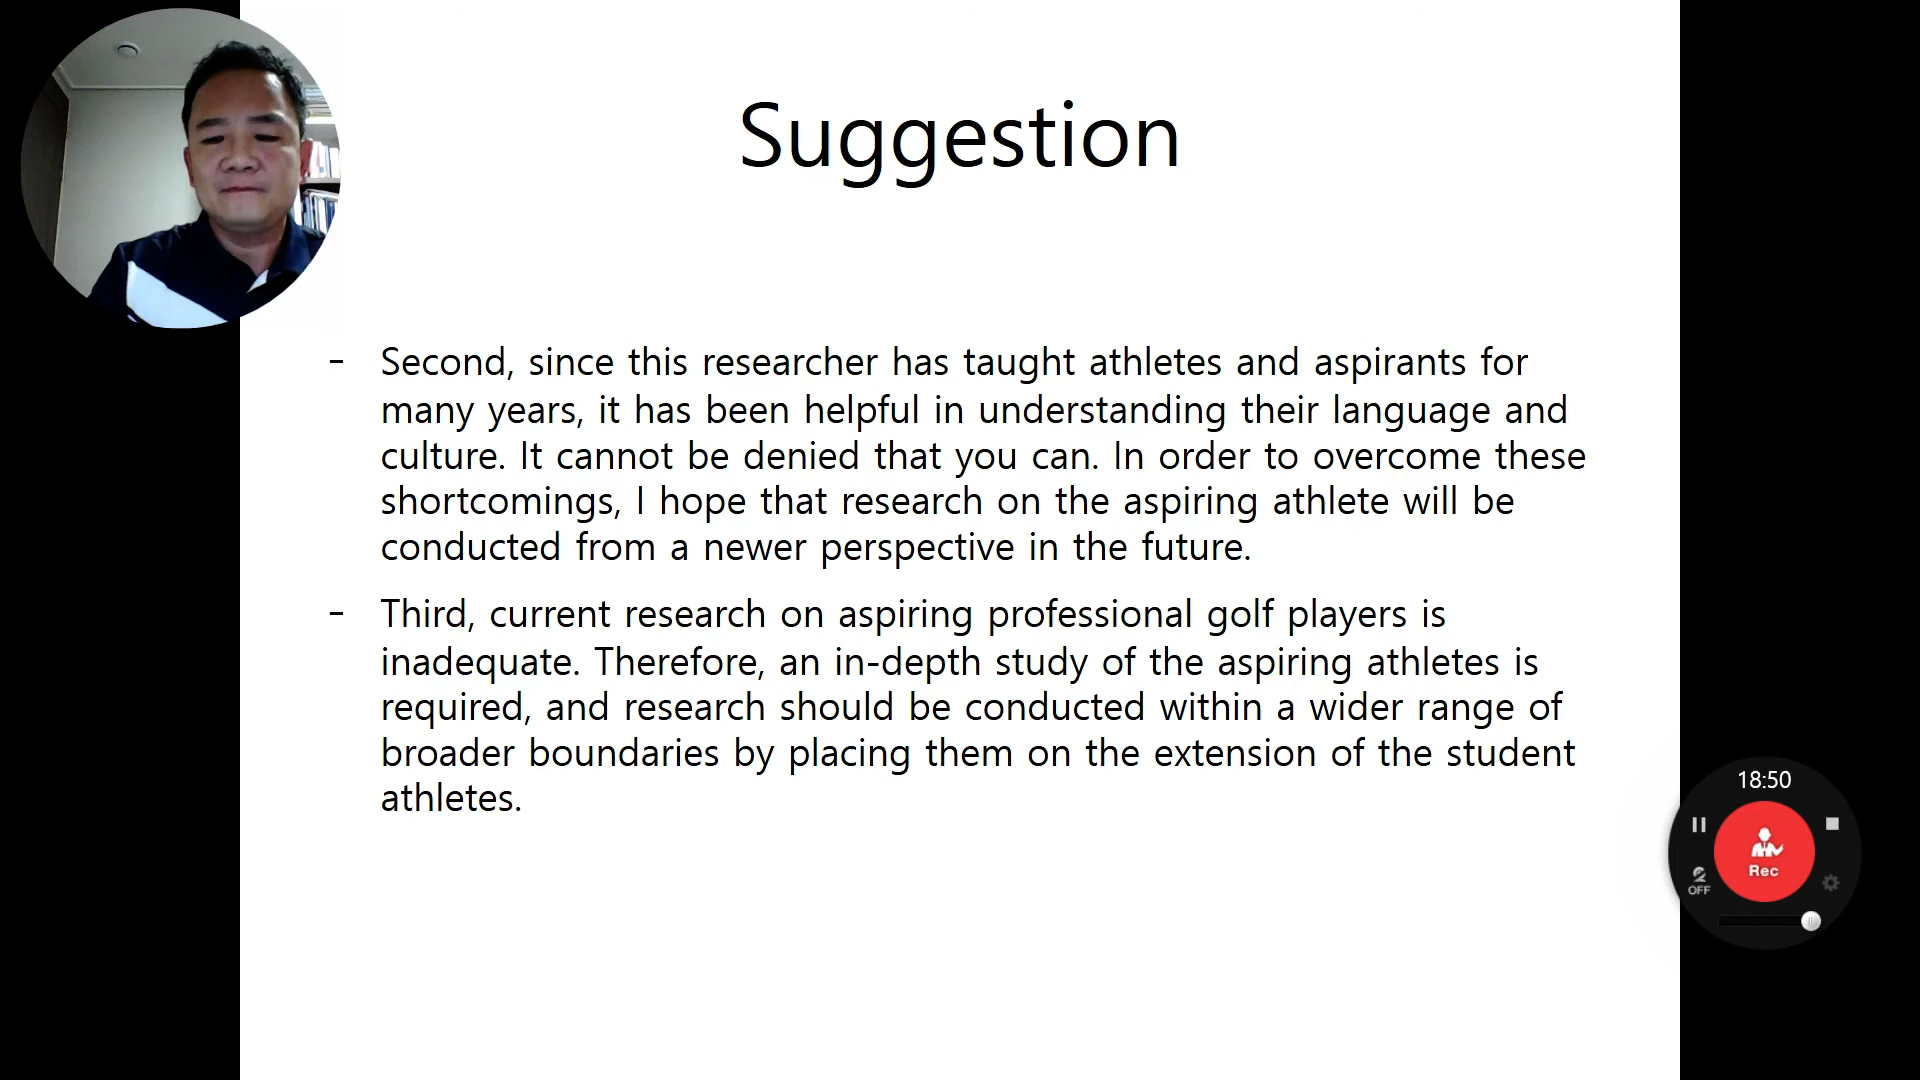 Suggestion
- Second, since this researcher has taught athletes and aspirants for
many years, it has been helpful in understanding their language and
culture. It cannot be denied that you can. In order to overcome these
shortcomings, I hope that research on the aspiring athlete will be
conducted from a newer perspective in the future.
- Third, current research on aspiring professional golf players is
inadequate. Therefore, an in-depth study of the aspiring athletes is
required, and research should be conducted within a wider range of
broader boundaries by placing them on the extension of the student
athletes.
18:50
Rec
OFF